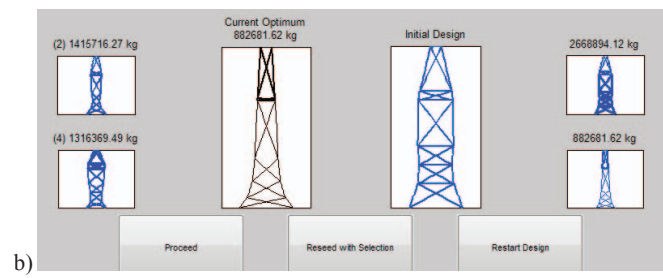 Current Optimum
882681.62 kg
Initial Design
(2) 1415716.27 kg
2668894.12 kg
(4) 1316369.49 kg
882681.62 kg
Proceed
Reseed with Selection
Restart Design
b)